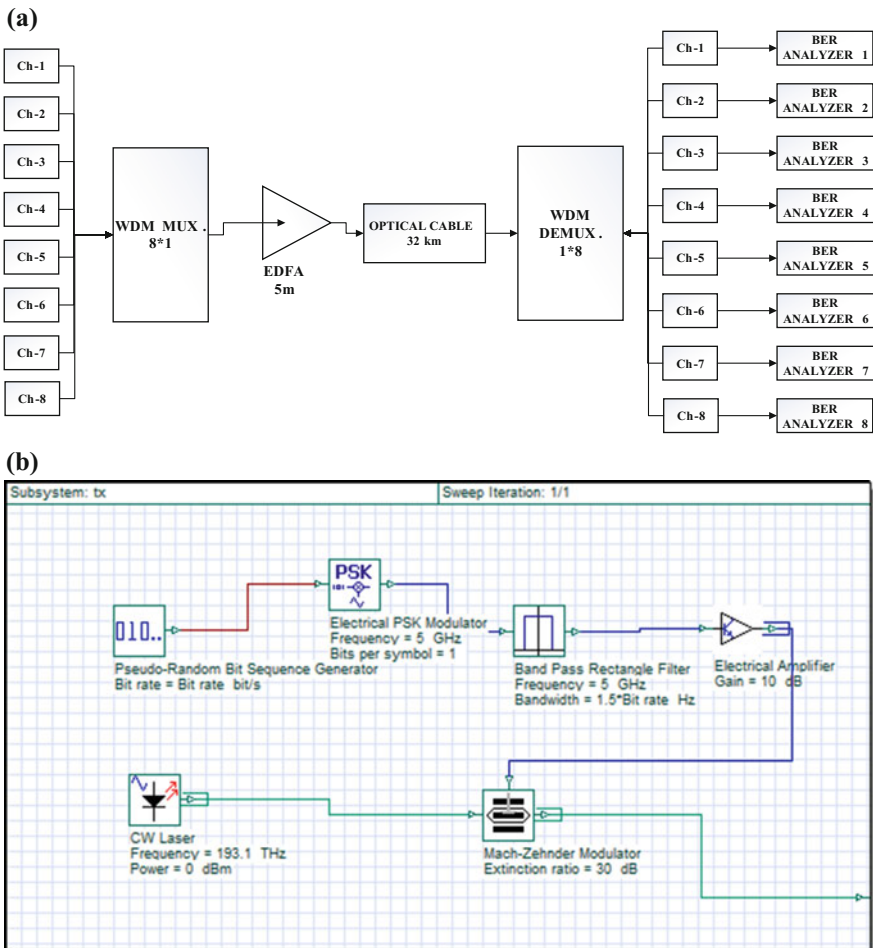 (a)
Ch-1
Ch-2
Ch-3
Ch-4
Ch-5
Ch-6
Ch-7
Ch-8
WDM MUX .
8*1
EDFA
5m
OPTICAL CABLE
32 km
WDM
DEMUX .
1*8
Ch-1
BER
ANALYZER 1
Ch-2
BER
ANALYZER 2
Ch-3
BER
ANALYZER 3
Ch-4
BER
ANALYZER 4
Ch-5
BER
ANALYZER 5
Ch-6
BER
ANALYZER 6
Ch-7
BER
ANALYZER 7
Ch-8
BER
ANALYZER 8
(b)
Subsystem: tx
Sweep Iteration: 1/1
PSK
101
Electrical PSK Modulator
Frequency = 5 GHz
Bits per symbol = 1
010..
Pseudo-Random Bit Sequence Generator
Bit rate = Bit rate bit/s
Band Pass Rectangle Filter
Frequency = 5 GHz
Bandwidth = 1.5*Bit rate Hz
Electrical Amplifier
Gain = 10 dB
CW Laser
Frequency = 193.1 THz
Power = 0 dBm
Mach-Zehnder Modulator
Extinction ratio = 30 dB